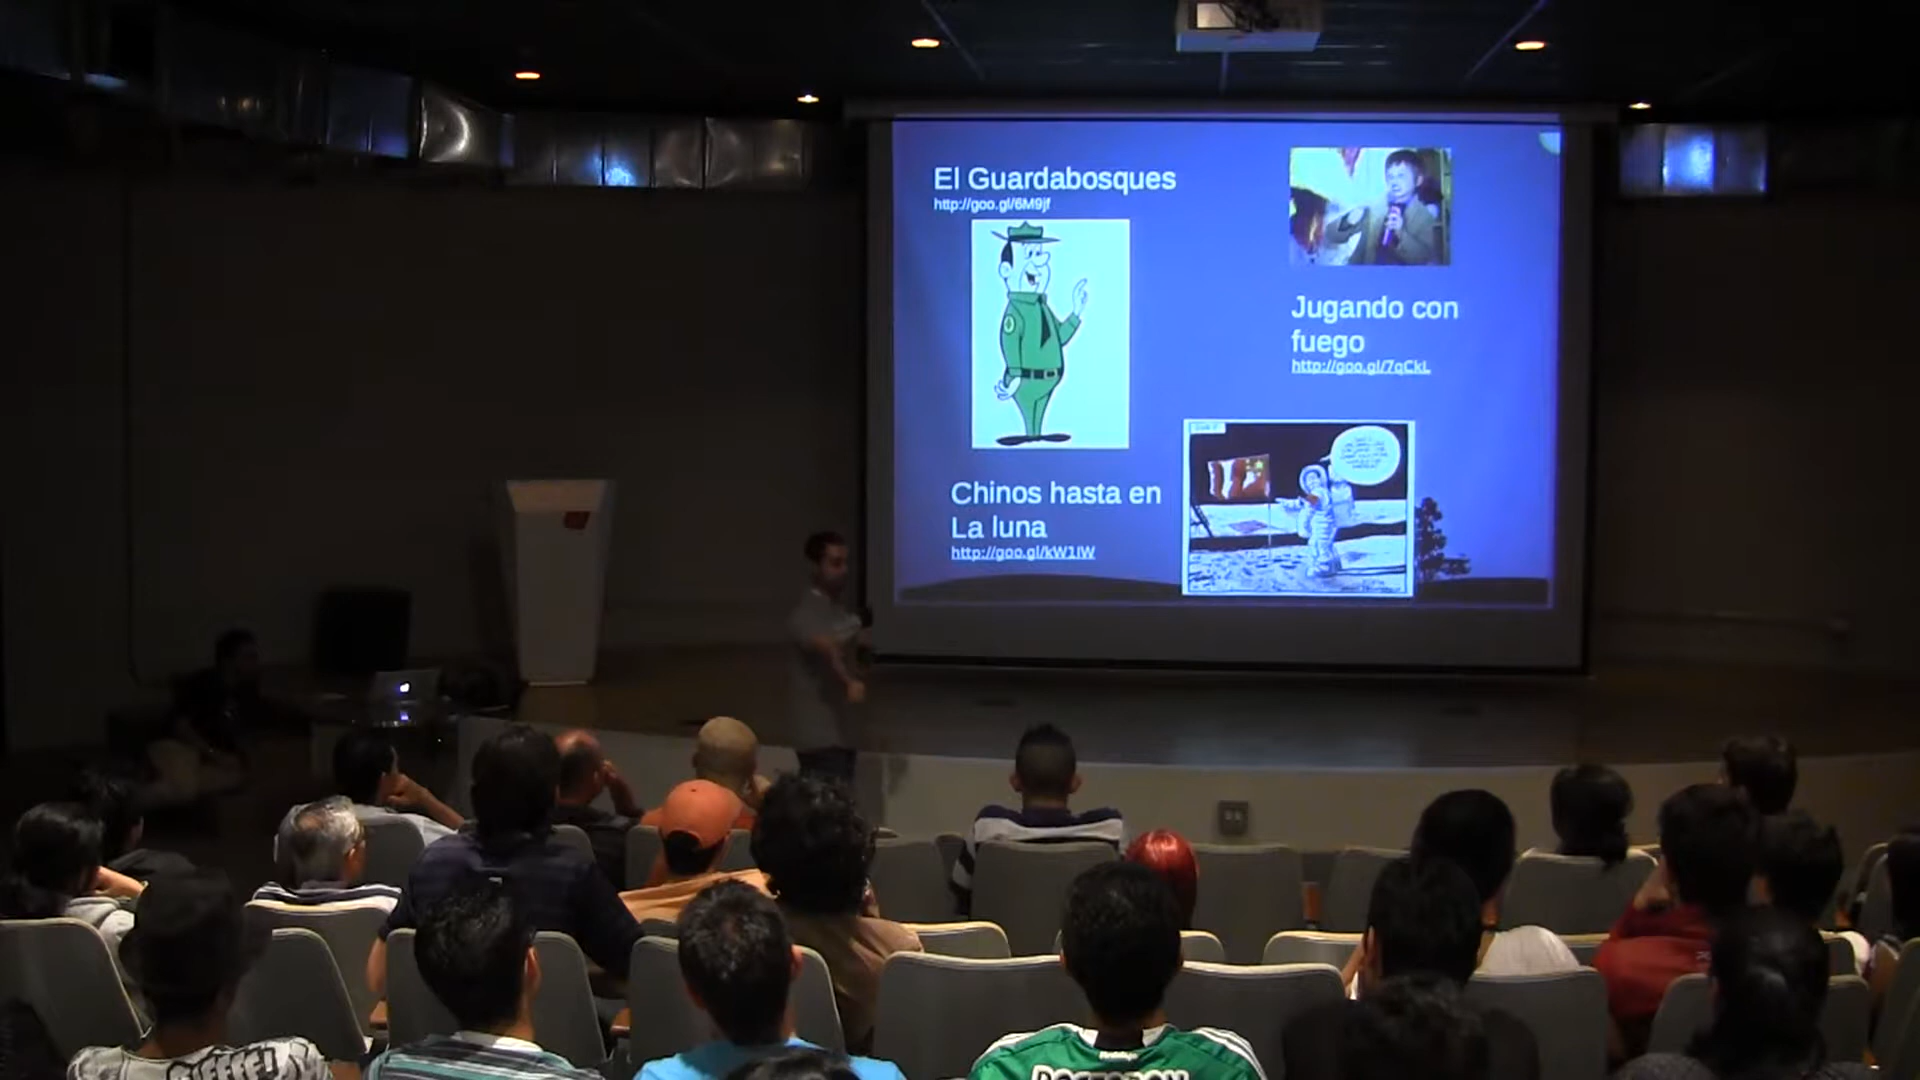 El Guardabosques
http://goo.gl/6M9jf
Jugando con
fuego
http://goo.gl/7qCkL
Chinos hasta en
La luna
http://goo.gl/kW1IW